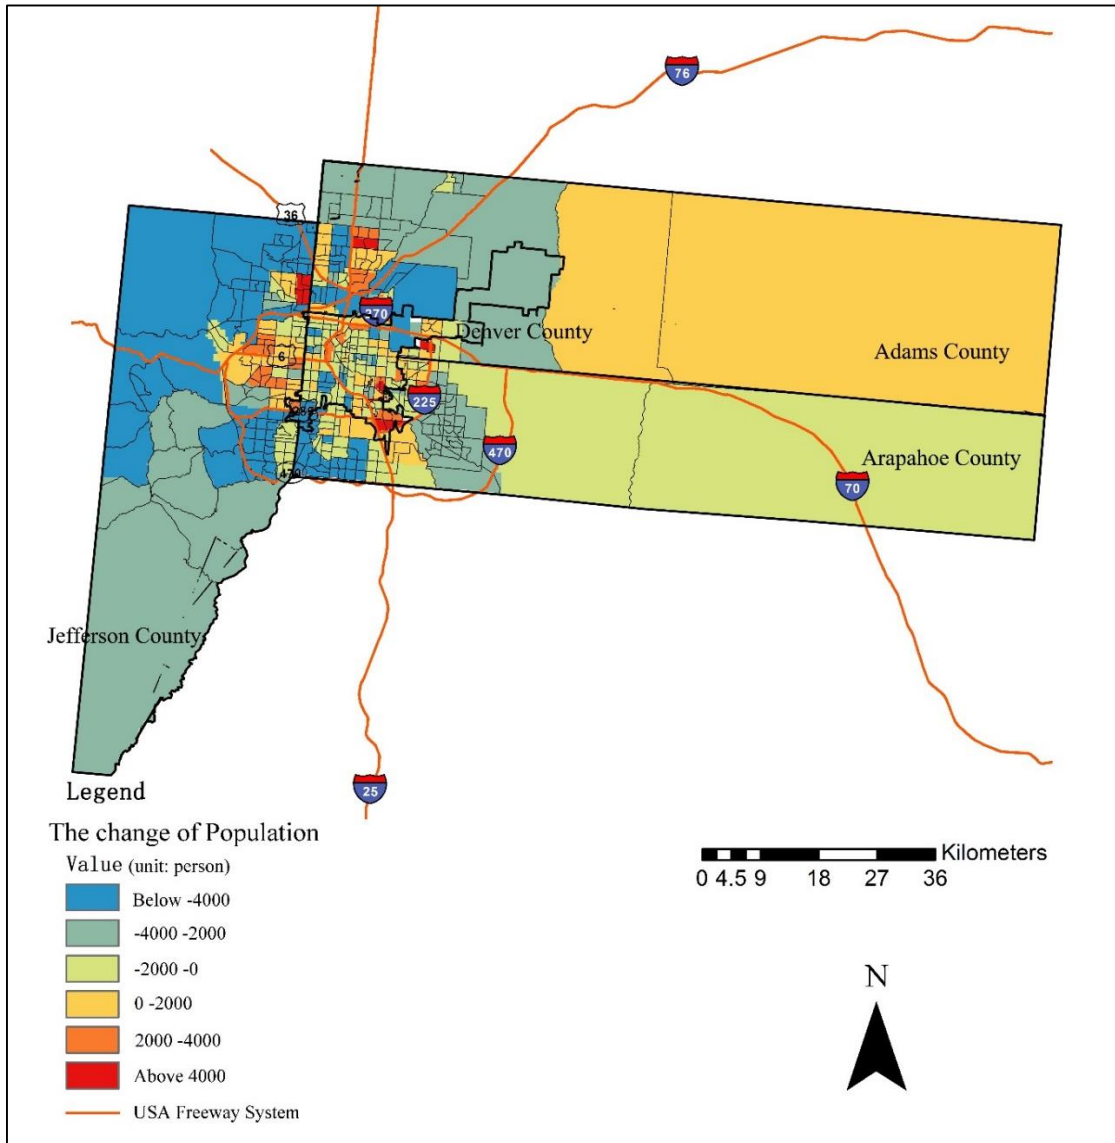 76
36
270
Denver County
Adams County
6
225
285
470
Arapahoe County
470
70
Jefferson County
25
Legend
The change of Population
Value (unit: person)
Below -4000
-4000 -2000
-2000 -0
0 -2000
2000 -4000
Above 4000
USA Freeway System
Kilometers
0 4.5 9 18 27 36
N